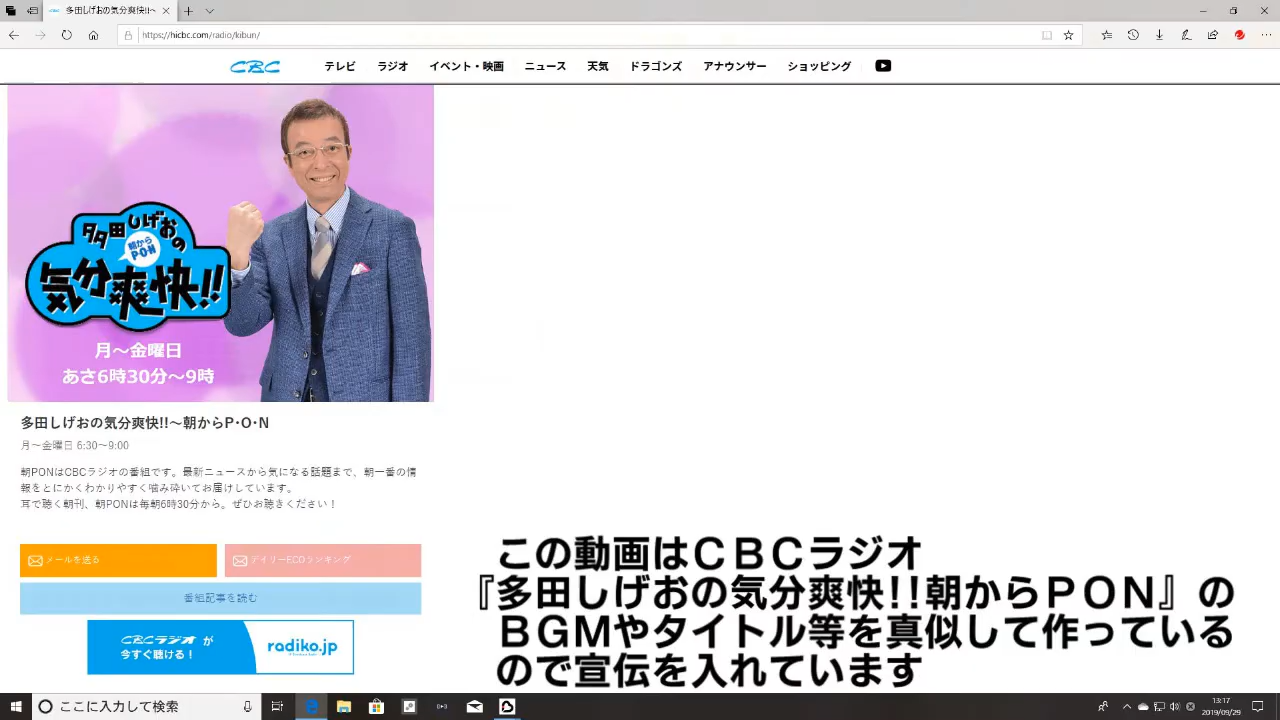 多田しげおの気分爽快!!～
https://hicbc.com/radio/kibun/
CBC テレビ ラジオ イベント・映画 ニュース 天気 ドラゴンズ アナウンサー ショッピング
多田しげおの
朝から
P・O・N
気分爽快!!
月～金曜日
あさ6時30分～9時
多田しげおの気分爽快!!～朝からP・O・N
月～金曜日 6:30～9:00
朝PONはCBCラジオの番組です。最新ニュースから気になる話題まで、朝一番の情
報をとにかくわかりやすく噛み砕いてお届けしています。
耳で聴く朝刊、朝PONは毎朝6時30分から。ぜひお聴きください！
メールを送る
デイリーECOランキング
番組記事を読む
CBCラジオ が
今すぐ聴ける！
radiko.jp
この動画はＣＢＣラジオ
『多田しげおの気分爽快!!朝からＰＯＮ』の
ＢＧＭやタイトル等を真似して作っている
ので宣伝を入れています
ここに入力して検索
13:17
2019/09/29